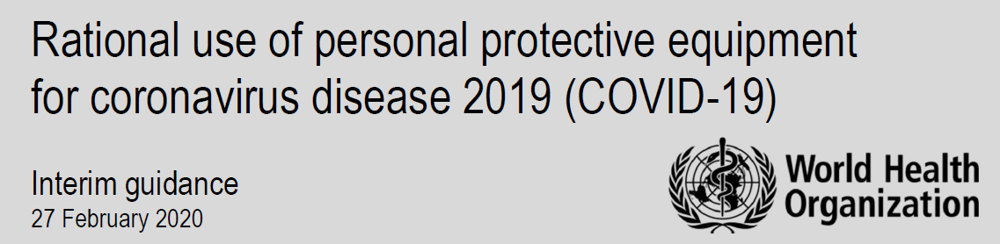 Rational use of personal protective equipment
for coronavirus disease 2019 (COVID-19)
Interim guidance
27 February 2020
World Health
Organization